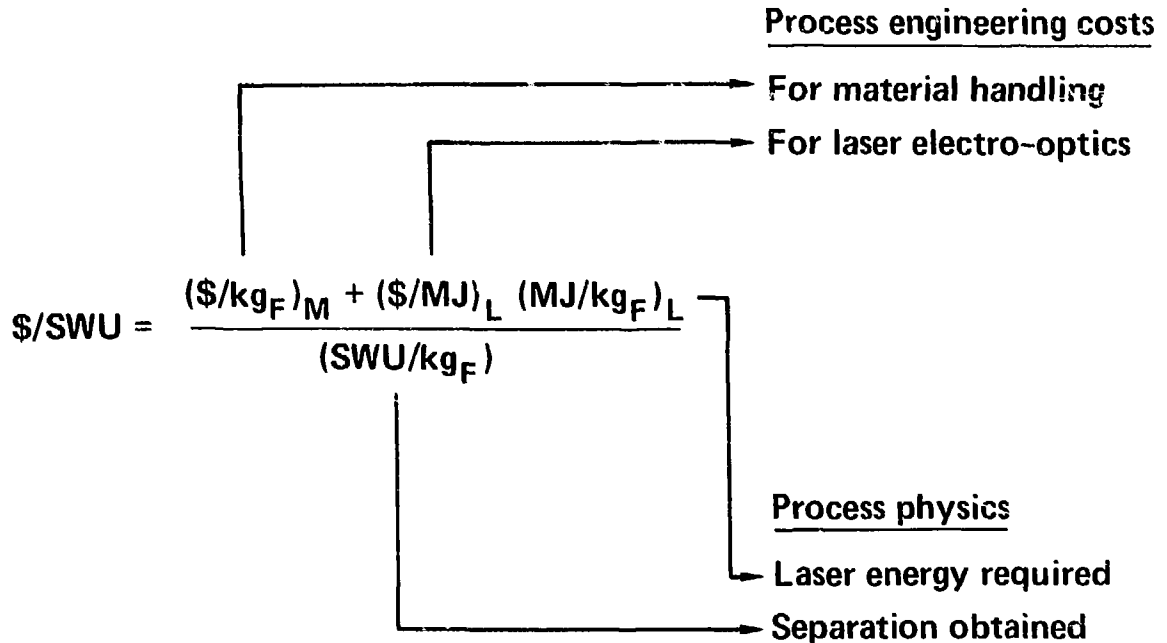 Process engineering costs
For material handling
For laser electro-optics
$/SWU = ($/kg_F)_M + ($/MJ)_L (MJ/kg_F)_L
(SWU/kg_F)
Process physics
Laser energy required
Separation obtained